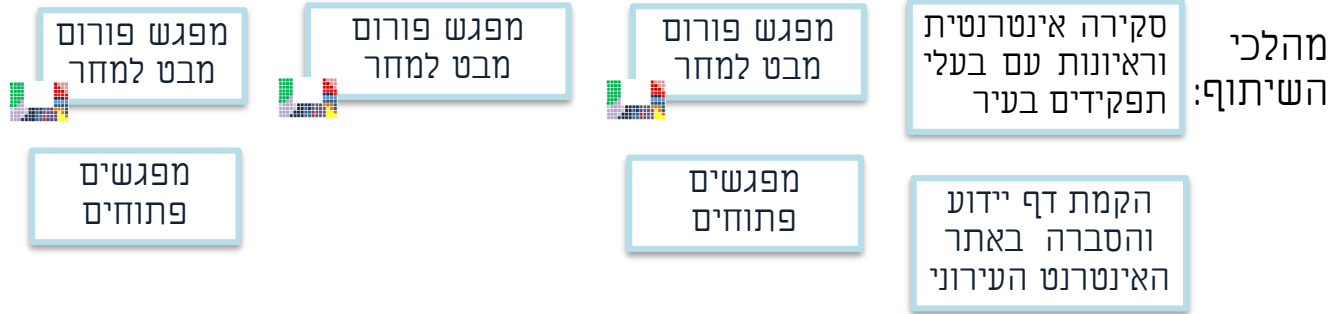 מהלכי
השיתוף:
סקירה אינטרנטית
וראיונות עם בעלי
תפקידים בעיר
מפגש פורום
מבט למחר
מפגש פורום
מבט למחר
מפגש פורום
מבט למחר
הקמת דף יידוע
והסברה באתר
האינטרנט העירוני
מפגשים
פתוחים
מפגשים
פתוחים